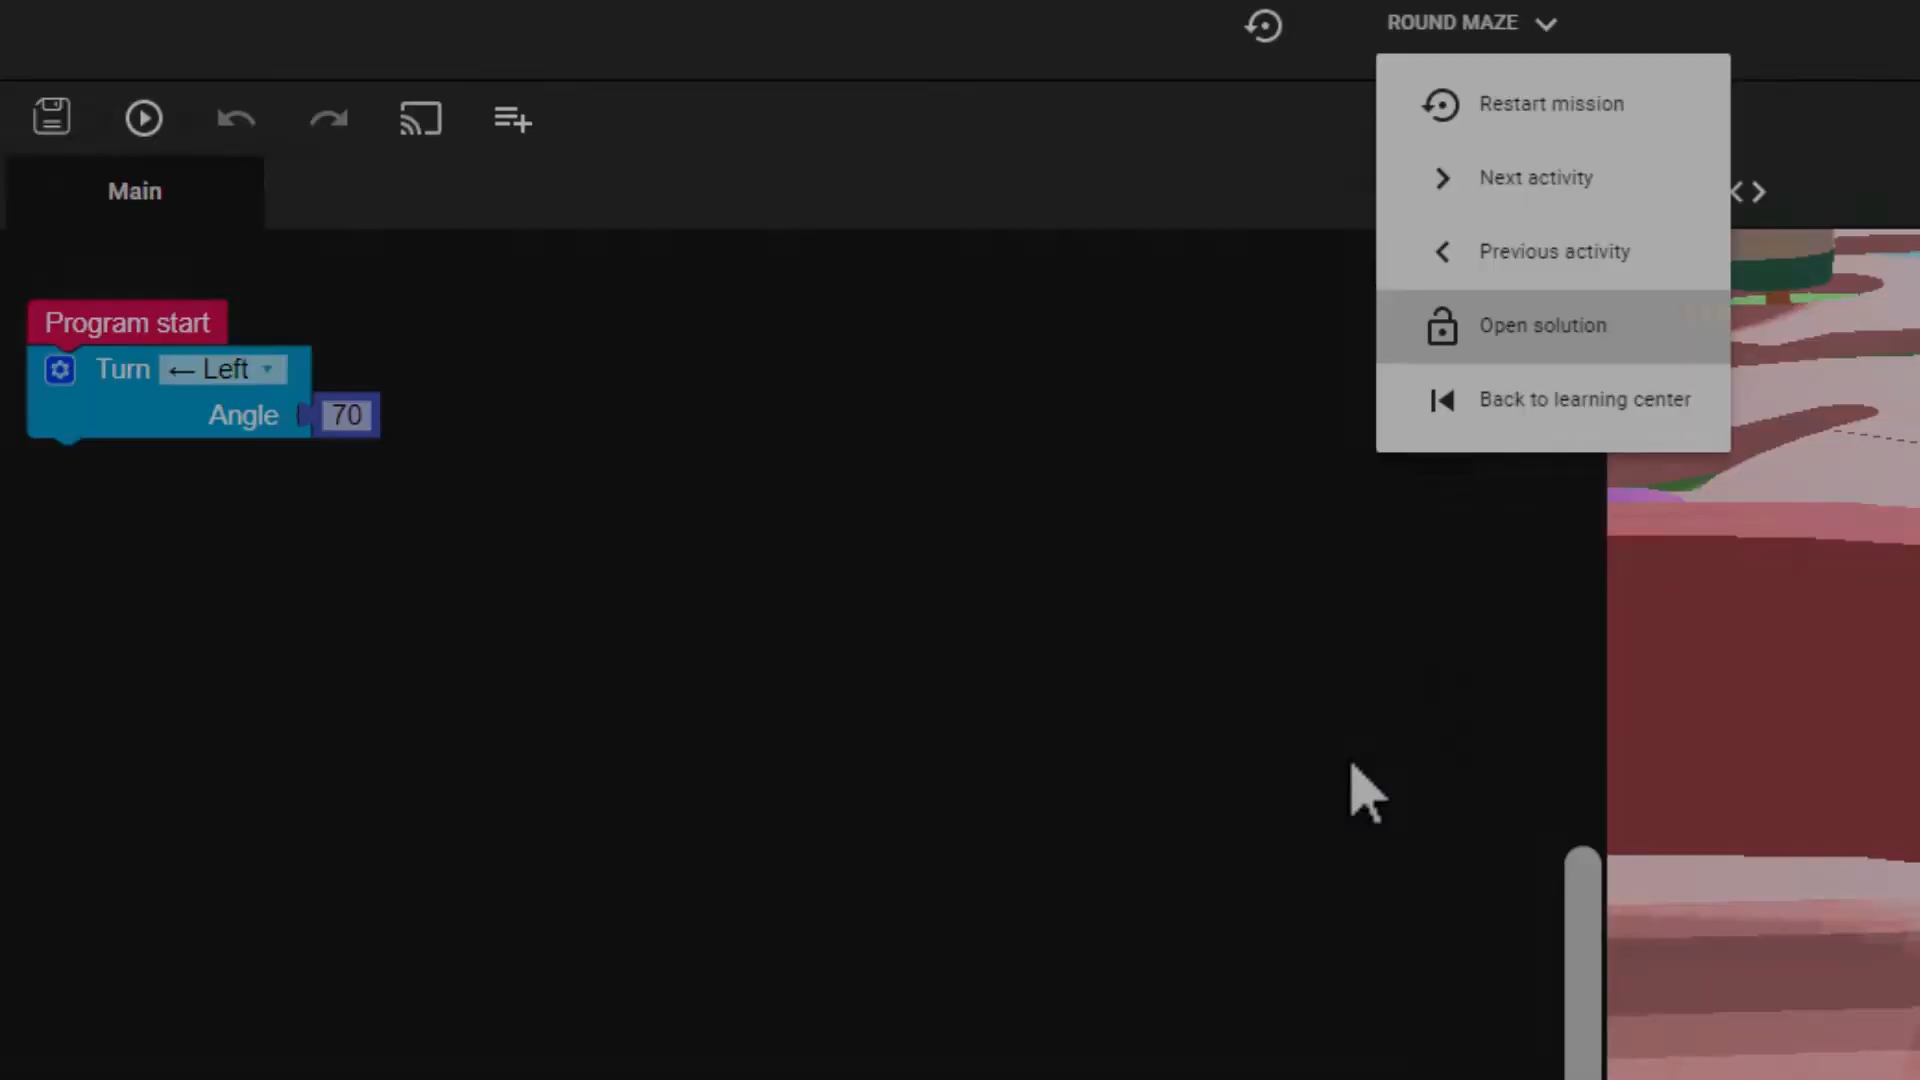 ROUND MAZE
Restart mission
Next activity
Previous activity
Open solution
Back to learning center
Main
Program start
Turn ← Left
Angle 70